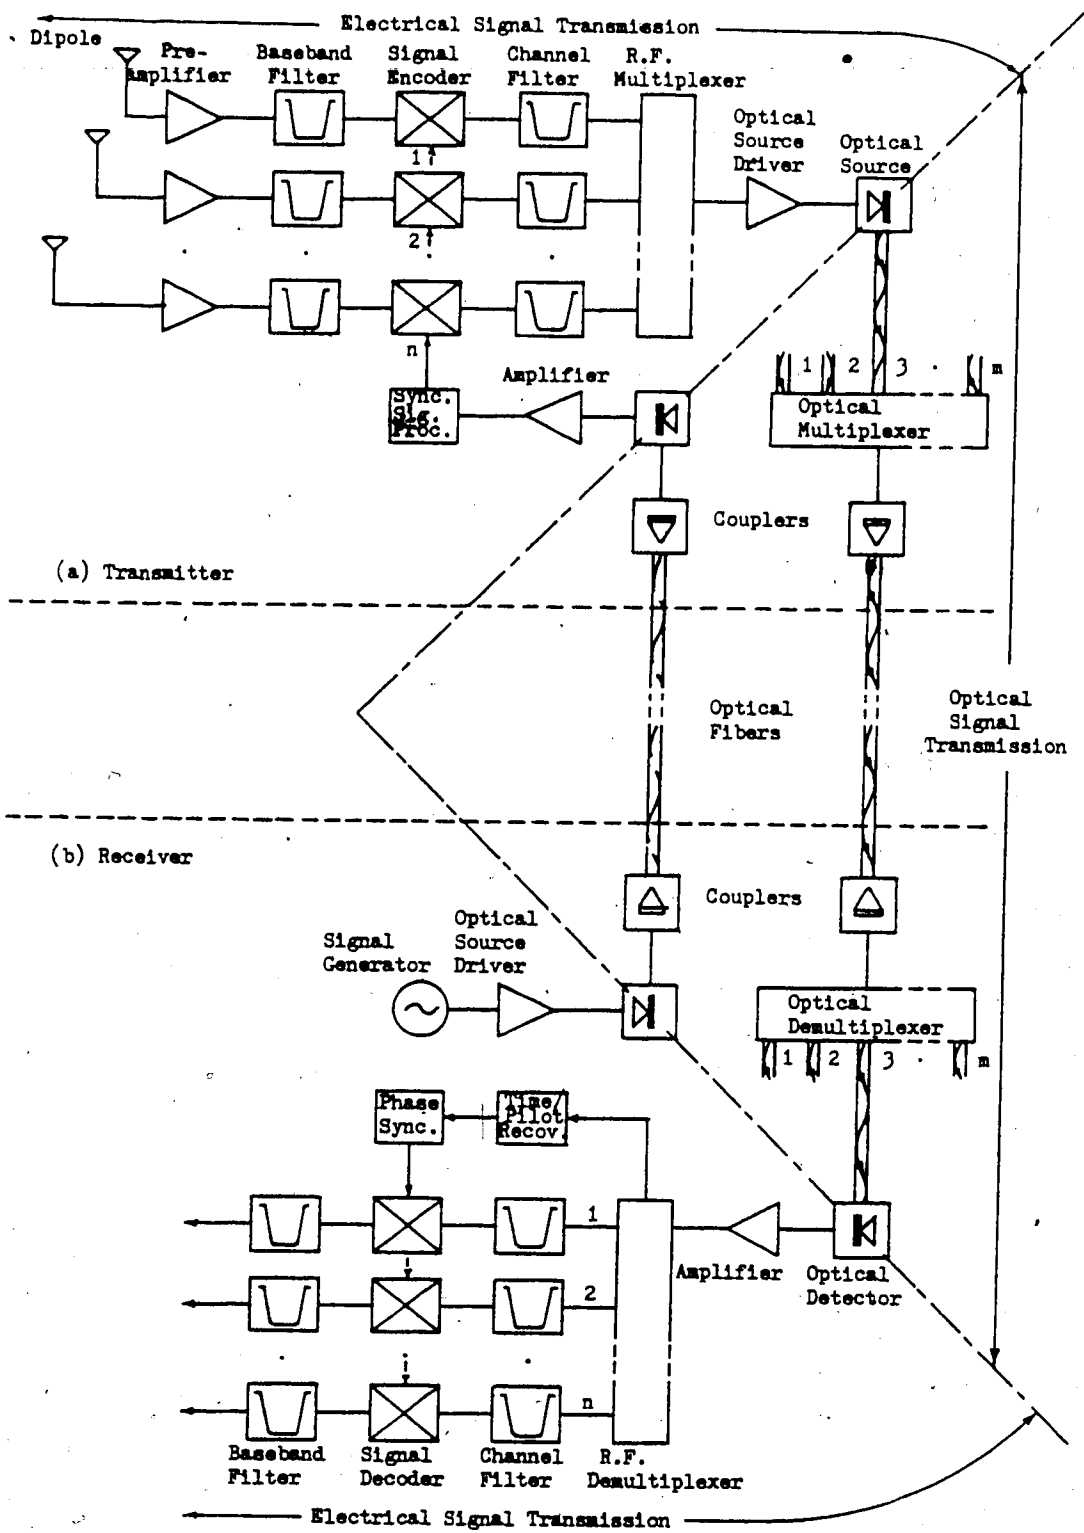 Electrical Signal Transmission
Dipole
Pre-
Amplifier
Baseband
Filter
Signal
Encoder
Channel
Filter
R.F.
Multiplexer
Optical
Source
Driver
Optical
Source
1
2
n
Amplifier
Sync.
Sig.
Proc.
1 2 3 m
Optical
Multiplexer
Couplers
(a) Transmitter
Optical
Fibers
Optical
Signal
Transmission
(b) Receiver
Couplers
Signal
Generator
Optical
Source
Driver
Optical
Demultiplexer
1 2 3 m
Phase
Sync.
Time/
Pilot
Recov.
1
2
n
Amplifier
Optical
Detector
Baseband
Filter
Signal
Decoder
Channel
Filter
R.F.
Demultiplexer
Electrical Signal Transmission